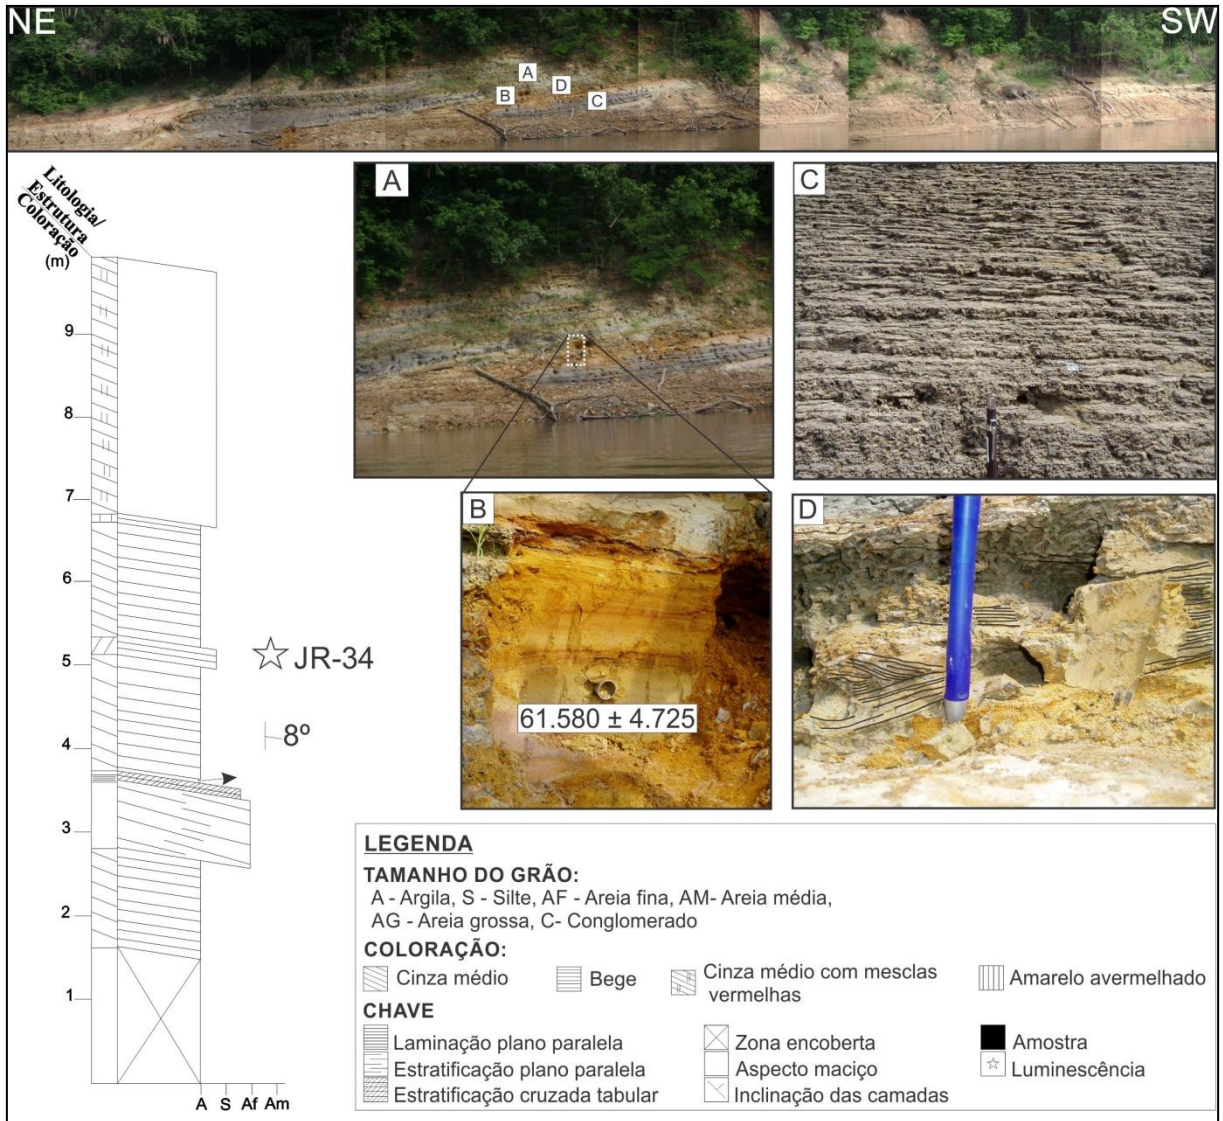 NE
SW
A
D
B
C
Litologia/
Estrutura
Coloração
(m)
9
8
7
6
5
4
3
2
1
A S Af Am
JR-34
8º
A
C
B
61.580 ± 4.725
D
LEGENDA
TAMANHO DO GRÃO:
A - Argila, S - Silte, AF - Areia fina, AM- Areia média,
AG - Areia grossa, C- Conglomerado
COLORAÇÃO:
Cinza médio
Bege
Cinza médio com mesclas
vermelhas
Amarelo avermelhado
CHAVE
Laminação plano paralela
Estratificação plano paralela
Estratificação cruzada tabular
Zona encoberta
Aspecto maciço
Inclinação das camadas
Amostra
Luminescência